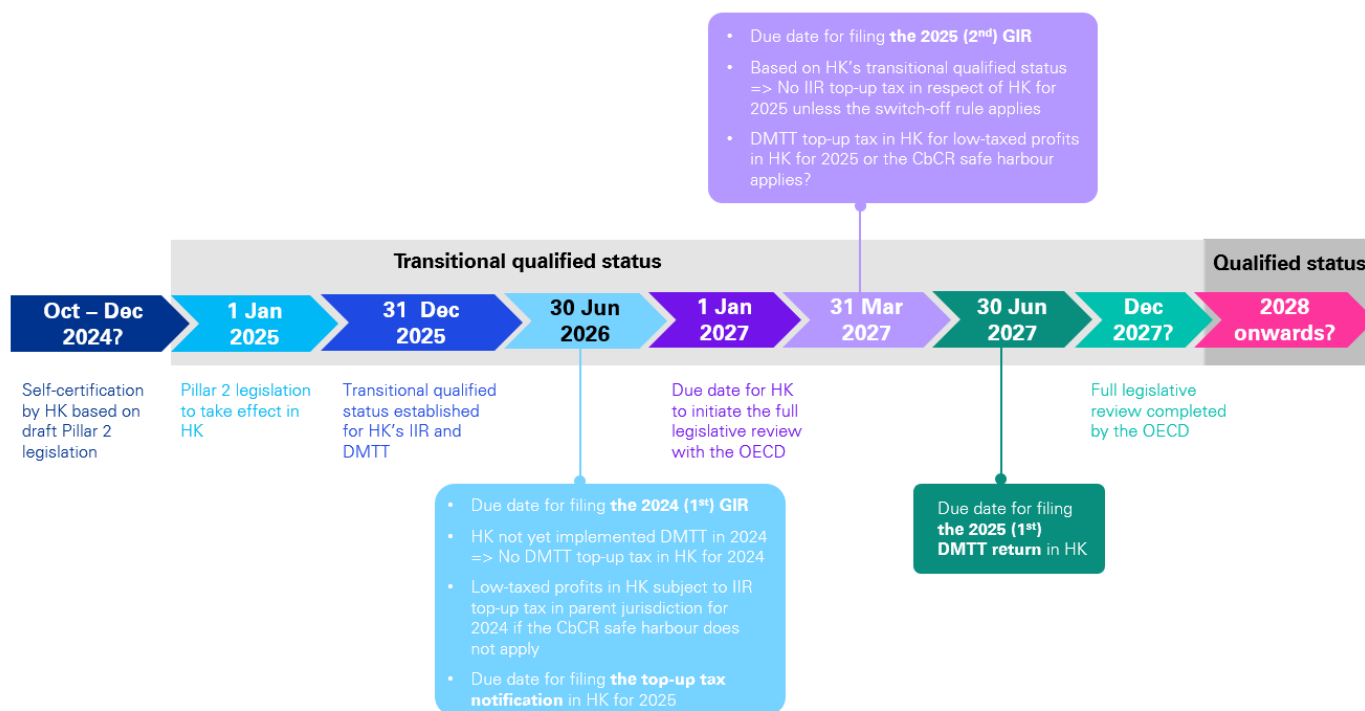 • Due date for filing the 2025 (2nd) GIR
• Based on HK's transitional qualified status
=> No IIR top-up tax in respect of HK for
2025 unless the switch-off rule applies
• DMTT top-up tax in HK for low-taxed profits
in HK for 2025 or the CbCR safe harbour
applies?
Transitional qualified status
Qualified status
Oct – Dec
2024?
1 Jan
2025
31 Dec
2025
30 Jun
2026
1 Jan
2027
31 Mar
2027
30 Jun
2027
Dec
2027?
2028
onwards?
Self-certification
by HK based on
draft Pillar 2
legislation
Pillar 2 legislation
to take effect in
HK
Transitional qualified
status established
for HK's IIR and
DMTT
Due date for HK
to initiate the full
legislative review
with the OECD
Full legislative
review completed
by the OECD
• Due date for filing the 2024 (1st) GIR
• HK not yet implemented DMTT in 2024
=> No DMTT top-up tax in HK for 2024
• Low-taxed profits in HK subject to IIR
top-up tax in parent jurisdiction for
2024 if the CbCR safe harbour does
not apply
• Due date for filing the top-up tax
notification in HK for 2025
Due date for filing
the 2025 (1st)
DMTT return in HK